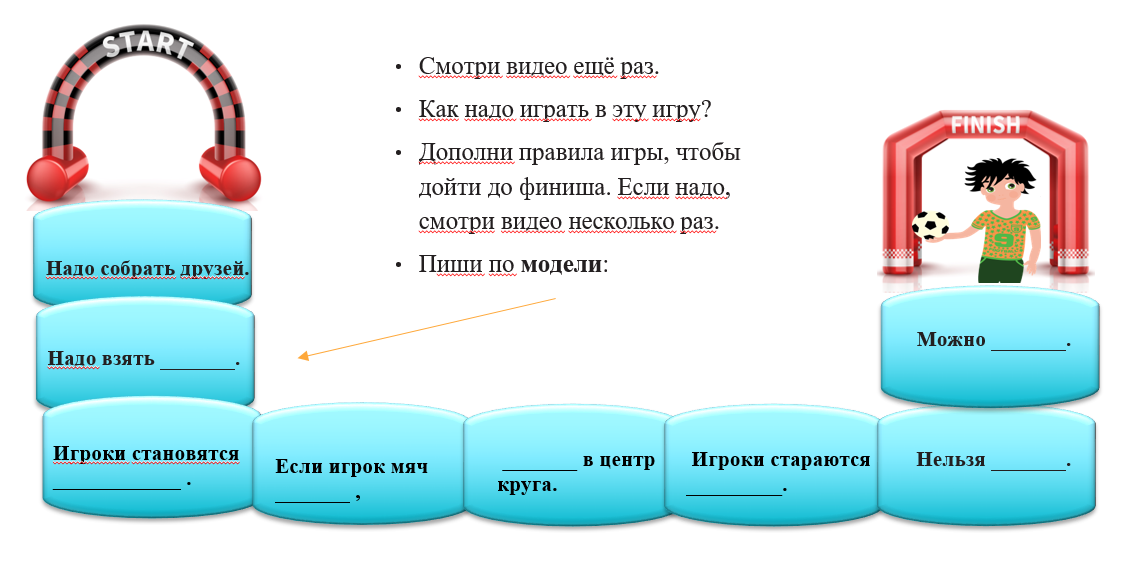 START
• Смотри видео ещё раз.
• Как надо играть в эту игру?
• Дополни правила игры, чтобы
дойти до финиша. Если надо,
смотри видео несколько раз.
• Пиши по модели:
FINISH
9
Надо собрать друзей.
Надо взять _______.
Игроки становятся
____________ .
Если игрок мяч
_______ ,
_______ в центр
круга.
Игроки стараются
_________.
Нельзя _______.
Можно _______.